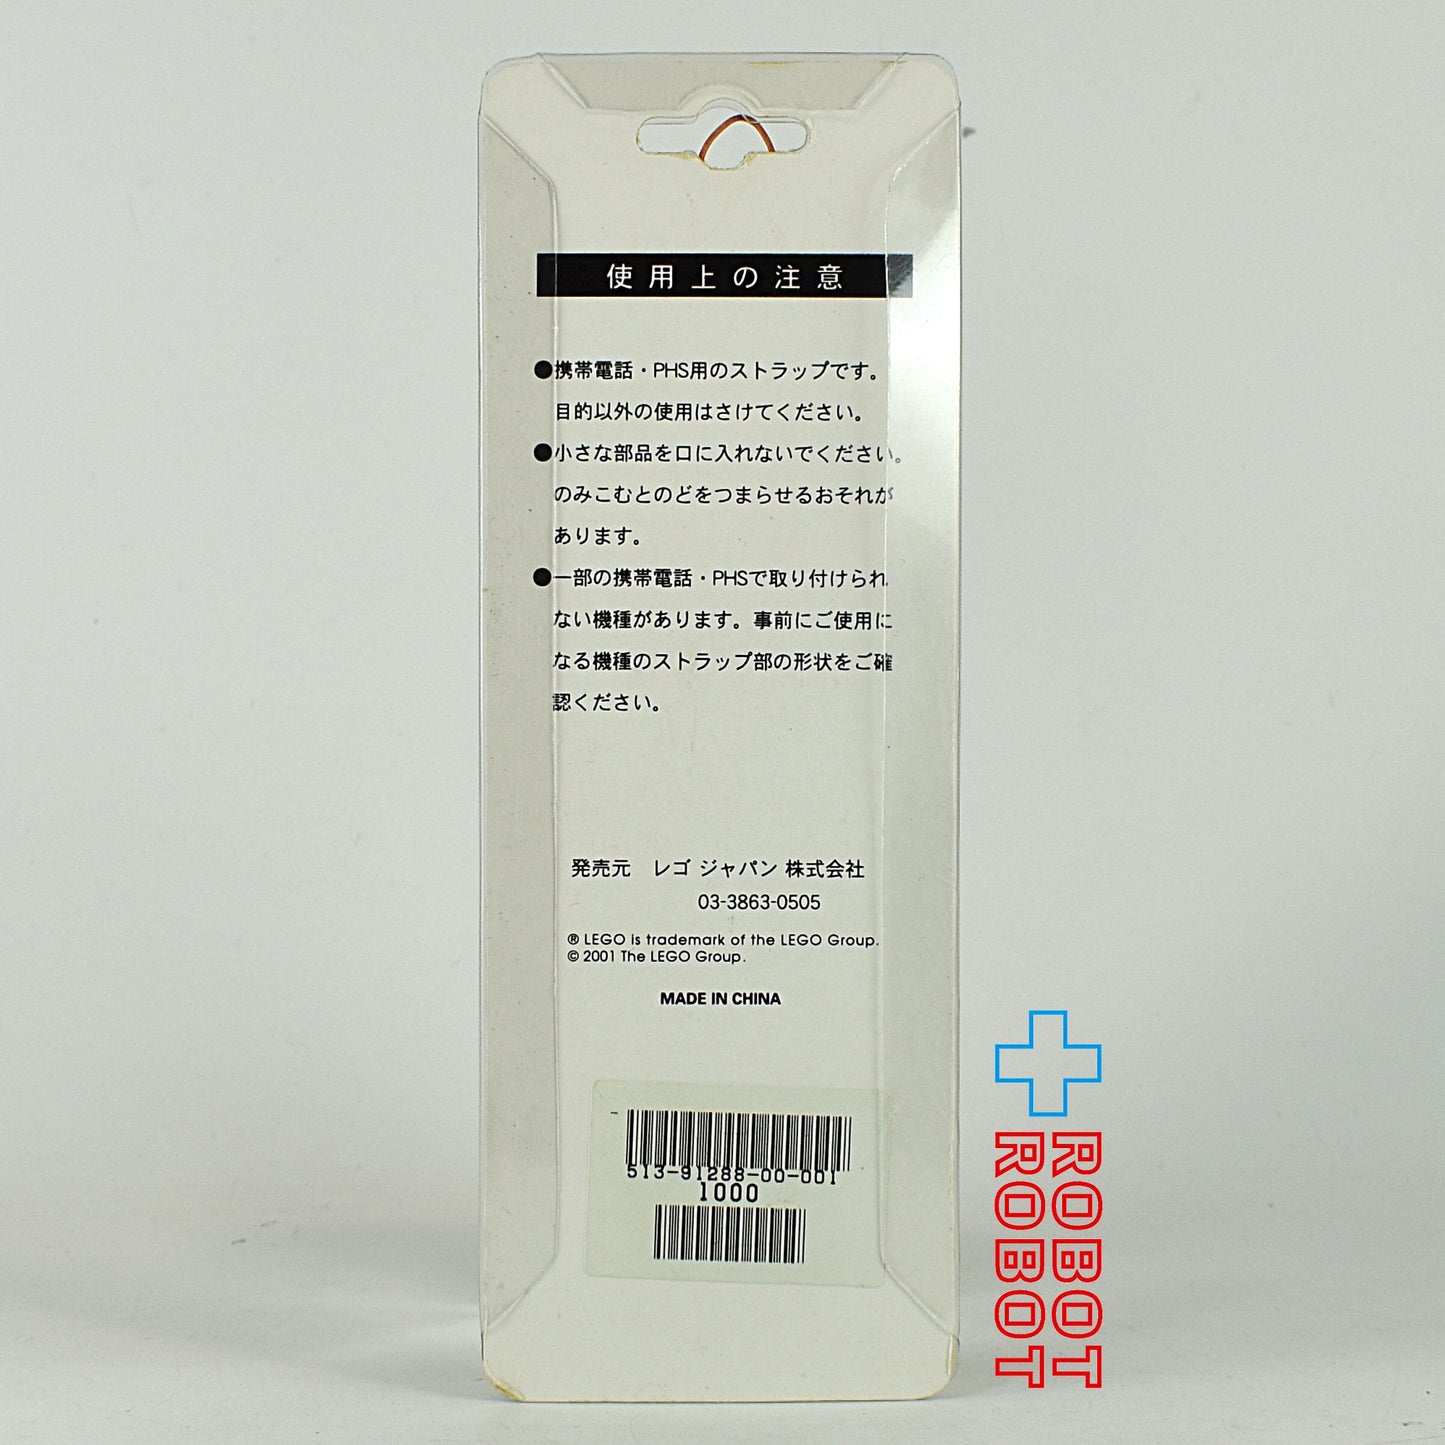 使用上の注意
●携帯電話・PHS用のストラップです。
目的以外の使用はさけてください。
●小さな部品を口に入れないでください。
のみこむとのどをつまらせるおそれが
あります。
●一部の携帯電話・PHSで取り付けられ
ない機種があります。事前にご使用に
なる機種のストラップ部の形状をご確
認ください。
発売元 レゴ ジャパン 株式会社
03-3863-0505
® LEGO is trademark of the LEGO Group.
© 2001 The LEGO Group.
MADE IN CHINA
513-91288-00-001
1000
ROBOT
ROBOT